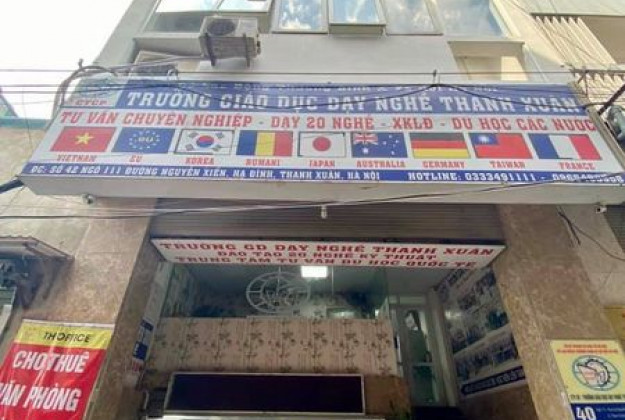 CTCP TRƯỜNG GIÁO DỤC DẠY NGHỀ THANH XUÂN
TƯ VẤN CHUYÊN NGHIỆP - DẠY 20 NGHỀ - XKLĐ - DU HỌC CÁC NƯỚC
VIETNAM EU KOREA RUMANI JAPAN AUSTRALIA GERMANY TAIWAN FRANCE
ĐC: SỐ 42 NGÕ 111 ĐƯỜNG NGUYỄN XIỂN, HẠ ĐÌNH, THANH XUÂN, HÀ NỘI HOTLINE: 0333491111 -
TRƯỜNG GD DẠY NGHỀ THANH XUÂN
ĐÀO TẠO 20 NGHỀ KỸ THUẬT
TRUNG TÂM TƯ VẤN DU HỌC QUỐC TẾ
THOFFICE
CHO THUÊ
VĂN PHÒNG
40